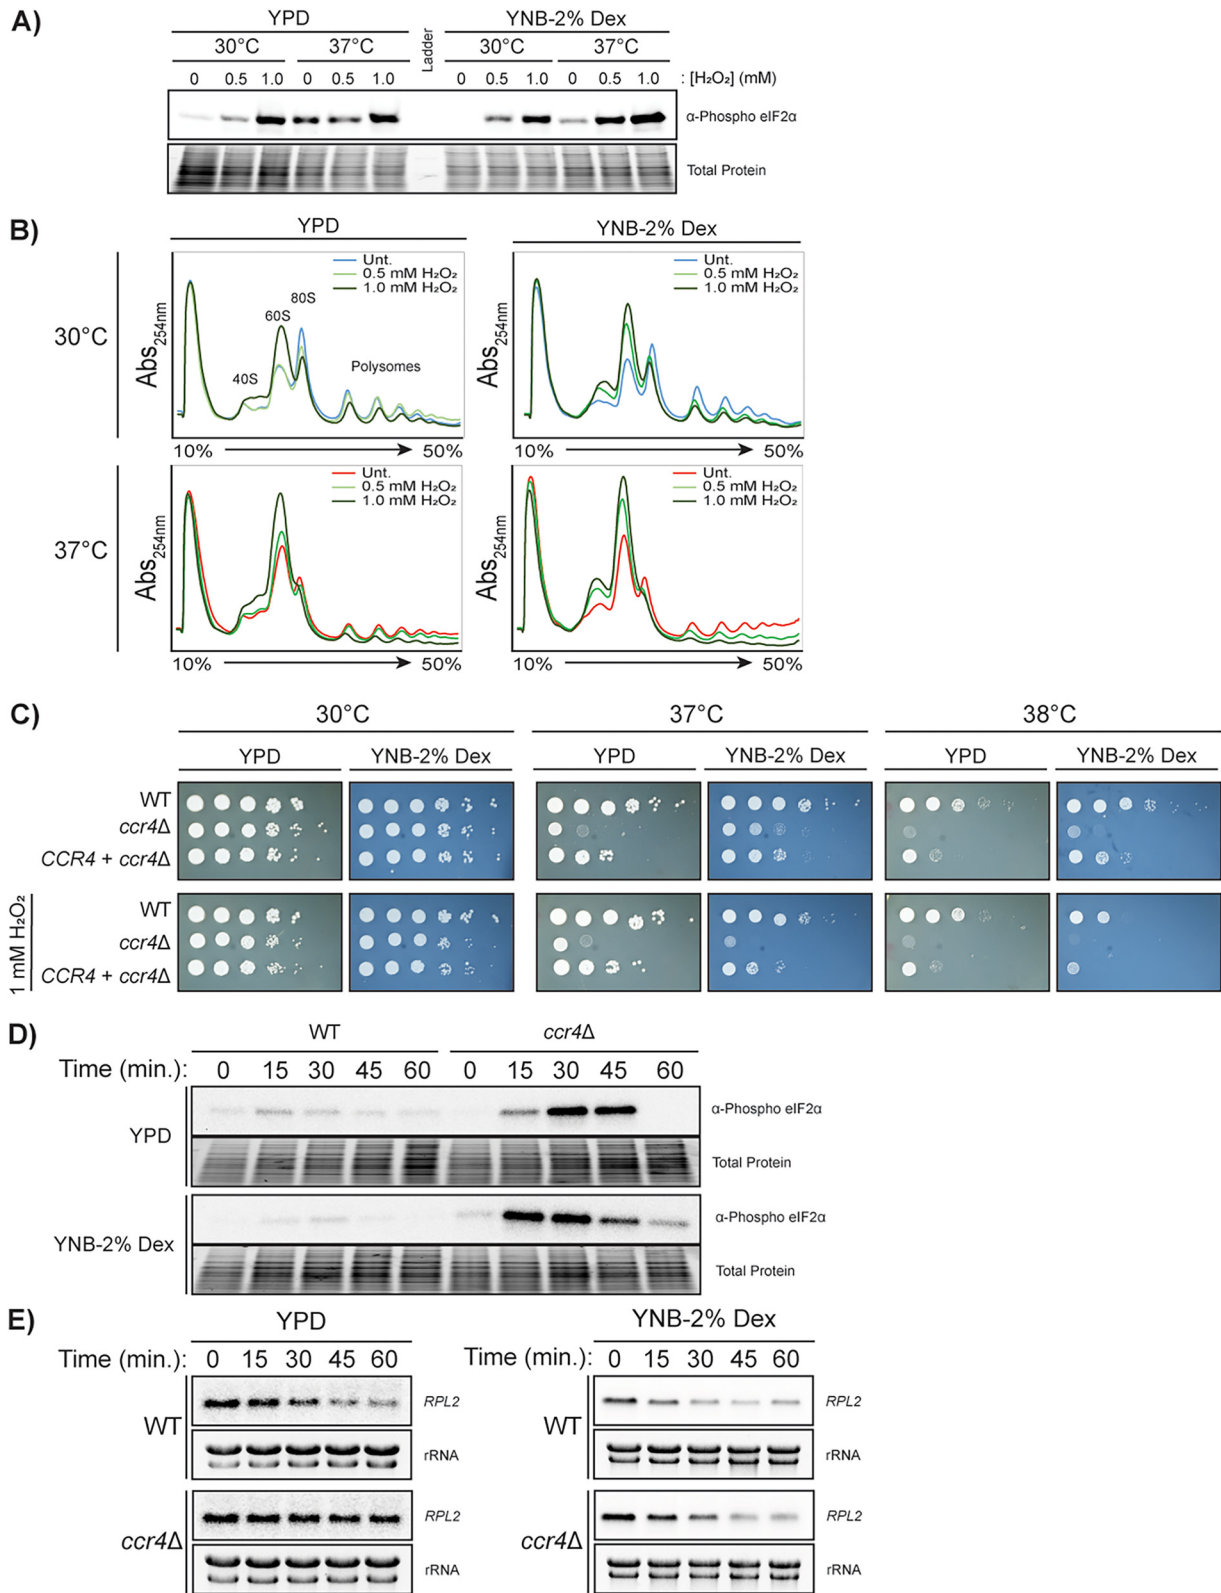 A)
YPD
YNB-2% Dex
30°C
37°C
Ladder
30°C
37°C
0 0.5 1.0 0 0.5 1.0 0 0.5 1.0 0 0.5 1.0 : [H₂O₂] (mM)
α-Phospho eIF2α
Total Protein
B)
YPD
YNB-2% Dex
30°C
Abs254nm
Unt.
0.5 mM H₂O₂
1.0 mM H₂O₂
40S
60S
80S
Polysomes
10%
50%
Abs254nm
Unt.
0.5 mM H₂O₂
1.0 mM H₂O₂
10%
50%
37°C
Abs254nm
Unt.
0.5 mM H₂O₂
1.0 mM H₂O₂
10%
50%
Abs254nm
Unt.
0.5 mM H₂O₂
1.0 mM H₂O₂
10%
50%
C)
30°C
37°C
38°C
YPD
YNB-2% Dex
YPD
YNB-2% Dex
YPD
YNB-2% Dex
WT
ccr4Δ
CCR4 + ccr4Δ
1 mM H₂O₂
WT
ccr4Δ
CCR4 + ccr4Δ
D)
WT
ccr4Δ
Time (min.): 0 15 30 45 60 0 15 30 45 60
YPD
α-Phospho eIF2α
Total Protein
YNB-2% Dex
α-Phospho eIF2α
Total Protein
E)
YPD
Time (min.): 0 15 30 45 60
WT
RPL2
rRNA
ccr4Δ
RPL2
rRNA
YNB-2% Dex
Time (min.): 0 15 30 45 60
WT
RPL2
rRNA
ccr4Δ
RPL2
rRNA